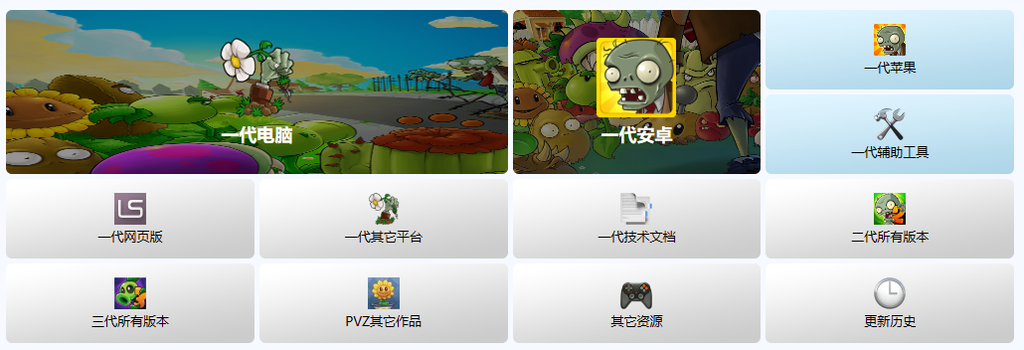 一代电脑
一代安卓
一代苹果
一代辅助工具
LS
一代网页版
一代其它平台
一代技术文档
2
二代所有版本
3
三代所有版本
PVZ其它作品
其它资源
更新历史